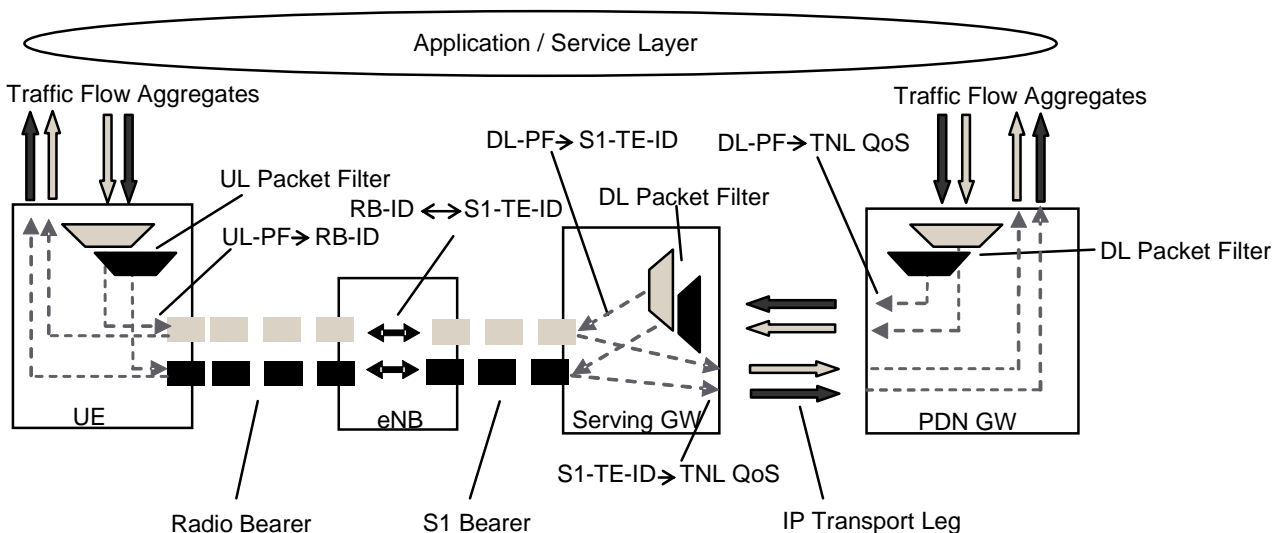 Application / Service Layer
Traffic Flow Aggregates
Traffic Flow Aggregates
DL-PF→S1-TE-ID
DL-PF→TNL QoS
UL Packet Filter
DL Packet Filter
RB-ID ↔ S1-TE-ID
UL-PF→RB-ID
DL Packet Filter
UE
eNB
Serving GW
PDN GW
S1-TE-ID→TNL QoS
Radio Bearer
S1 Bearer
IP Transport Leg